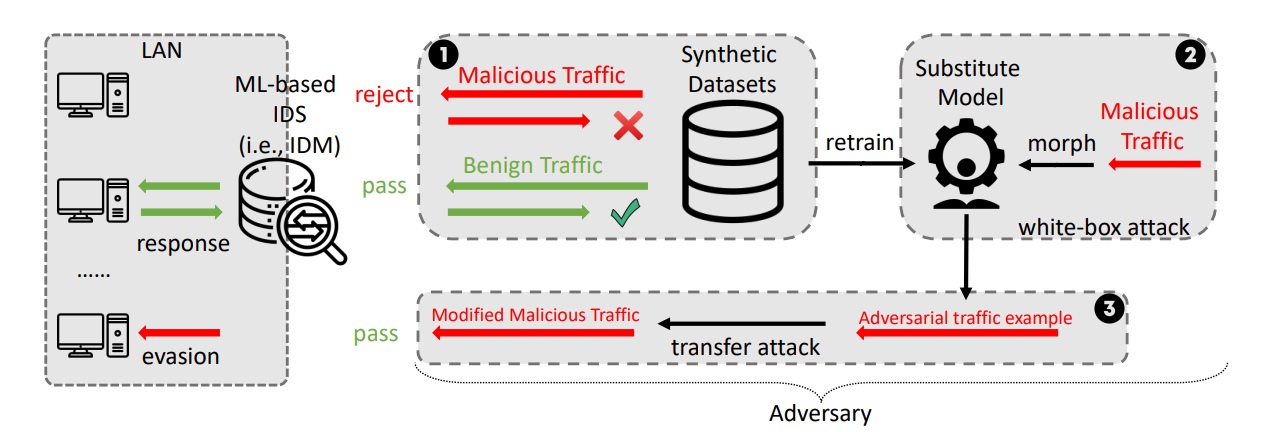 LAN
ML-based
IDS
(i.e., IDM)
response
......
evasion
reject
pass
pass
1
Malicious Traffic
Benign Traffic
Synthetic
Datasets
retrain
2
Substitute
Model
morph
Malicious
Traffic
white-box attack
3
Modified Malicious Traffic
transfer attack
Adversarial traffic example
Adversary